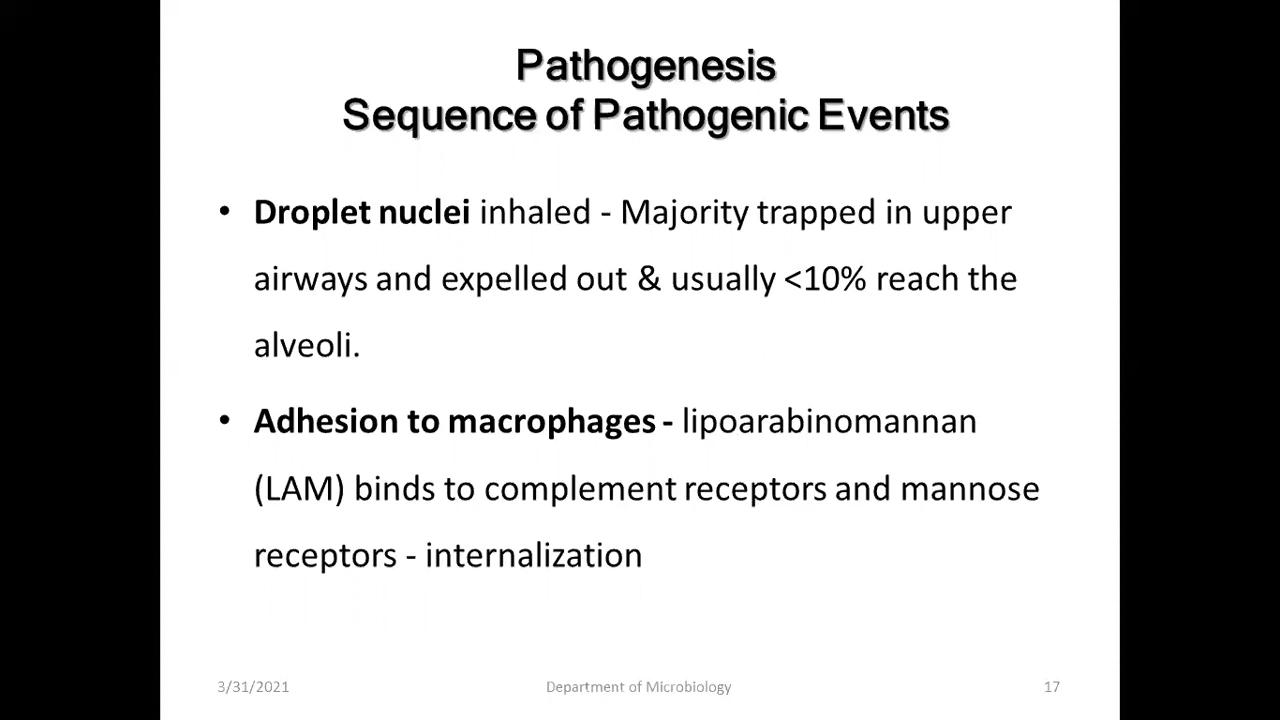 Pathogenesis
Sequence of Pathogenic Events
• Droplet nuclei inhaled - Majority trapped in upper
airways and expelled out & usually <10% reach the
alveoli.
• Adhesion to macrophages - lipoarabinomannan
(LAM) binds to complement receptors and mannose
receptors - internalization
3/31/2021
Department of Microbiology
17